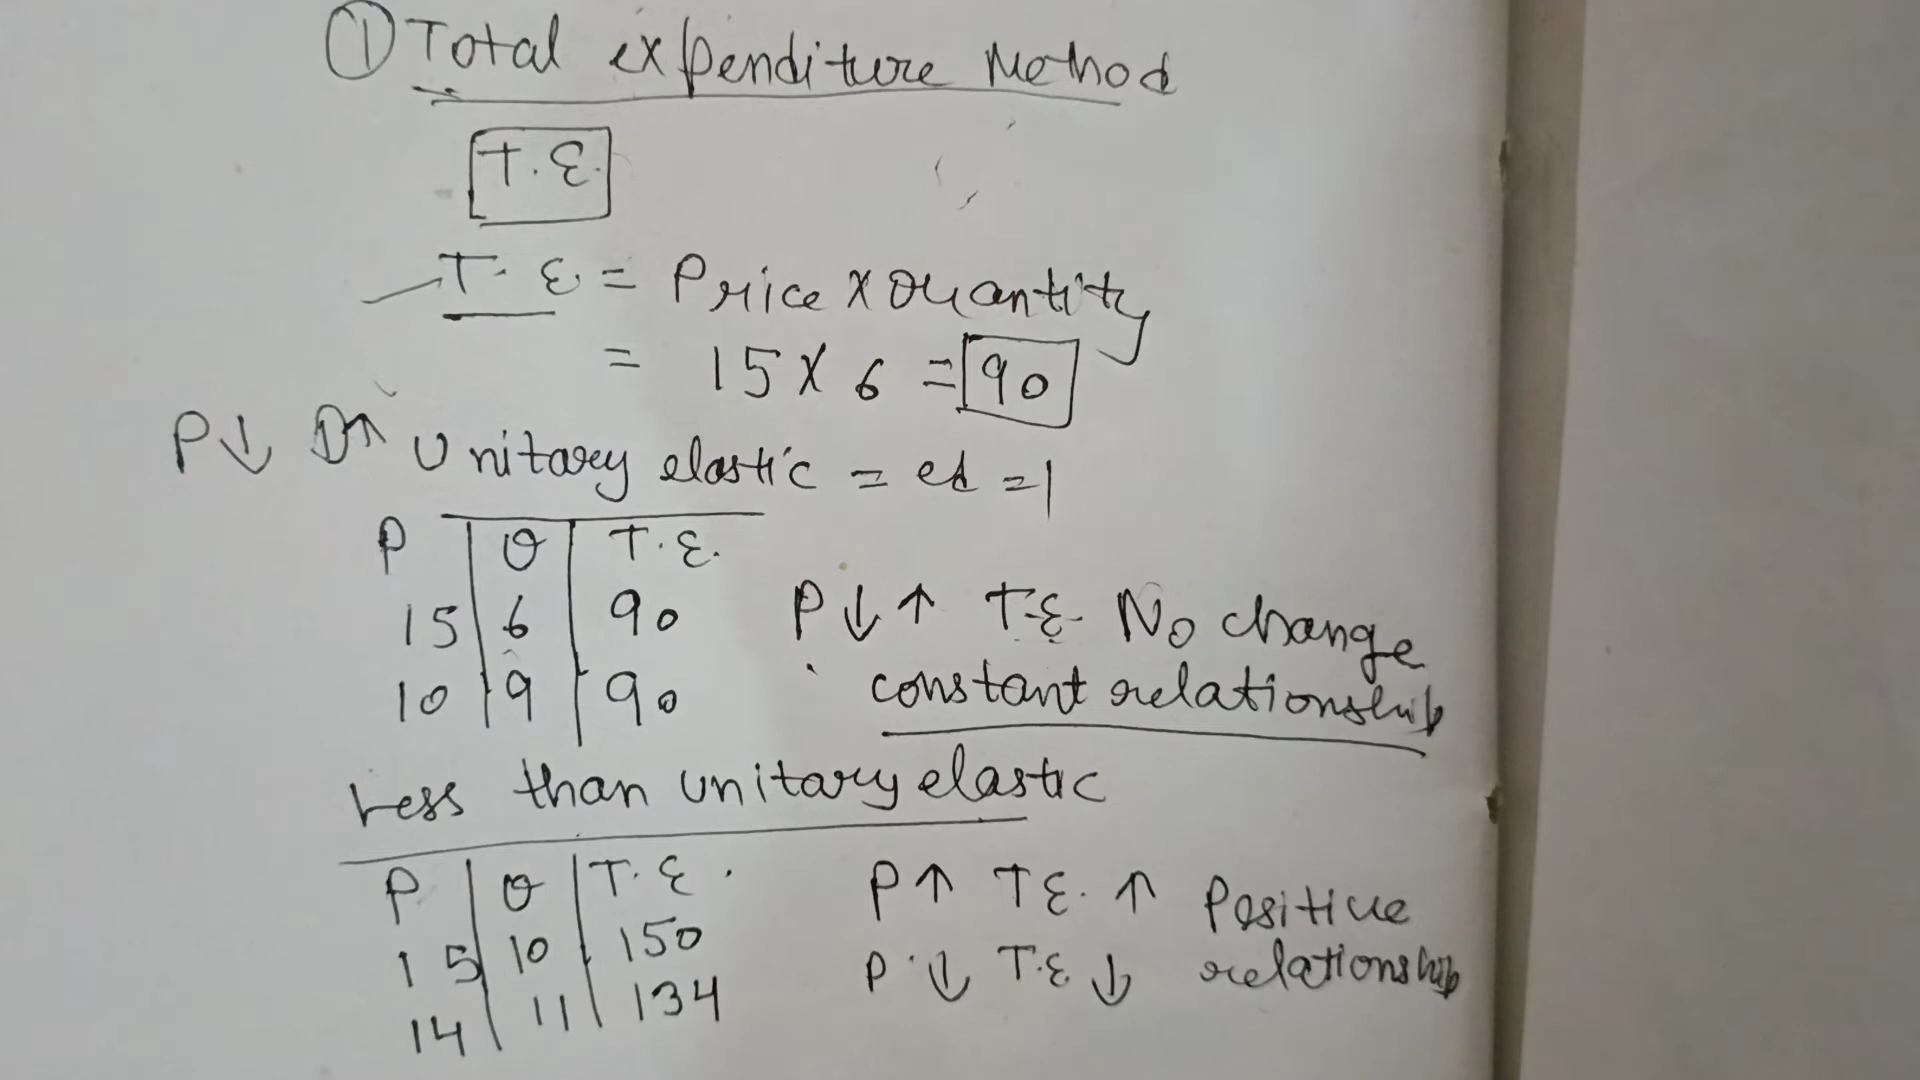 ① Total expenditure Method
T.E.
T.E = Price x Quantity
= 15 X 6 = 90
P↓ D↑ Unitary elastic = ed = 1
P Q T.E.
15 6 90
P↓↑ T.E. No change
10 9 90
constant relationship
Less than unitary elastic
P Q T.E.
P↑ T.E. ↑ Positive
15 10 150
P↓ T.E ↓ relationship
14 11 134